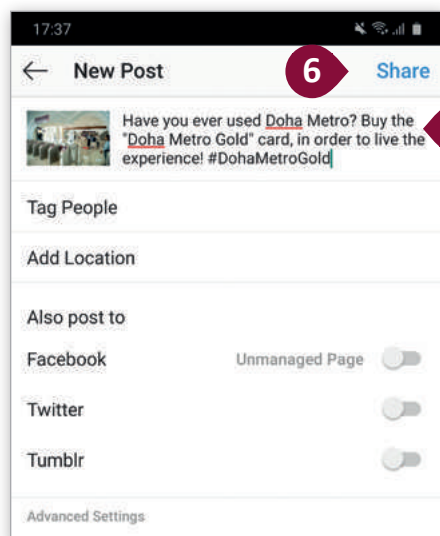 17:37
New Post
6
Share
Have you ever used Doha Metro? Buy the
"Doha Metro Gold" card, in order to live the
experience! #DohaMetroGold
Tag People
Add Location
Also post to
Facebook
Unmanaged Page
Twitter
Tumblr
Advanced Settings